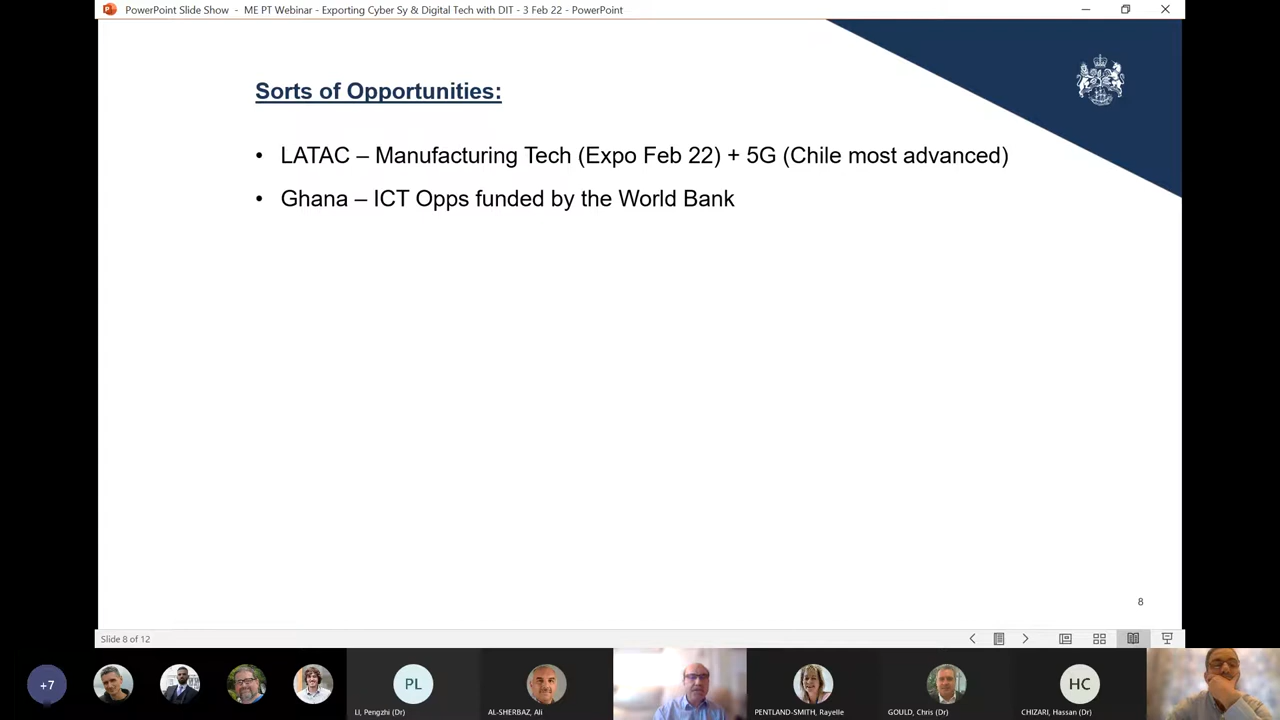 PowerPoint Slide Show - ME PT Webinar - Exporting Cyber Sy & Digital Tech with DIT - 3 Feb 22 - PowerPoint
Sorts of Opportunities:
• LATAC – Manufacturing Tech (Expo Feb 22) + 5G (Chile most advanced)
• Ghana – ICT Opps funded by the World Bank
8
Slide 8 of 12
+7
PL
HC
LI, Pengzhi (Dr)
AL-SHERBAZ, Ali
PENTLAND-SMITH, Rayelle
GOULD, Chris (Dr)
CHIZARI, Hassan (Dr)